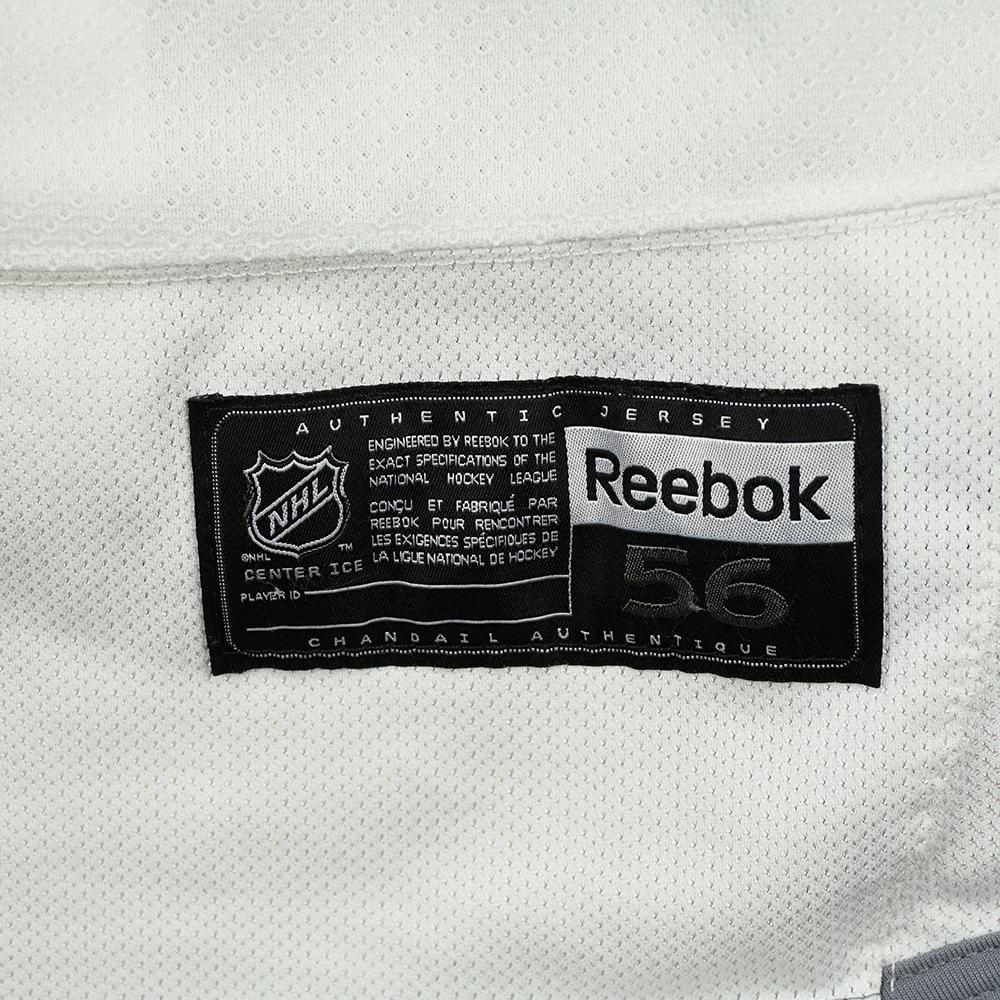 AUTHENTIC JERSEY
NHL
®NHL
™
CENTER ICE
PLAYER ID
ENGINEERED BY REEBOK TO THE
EXACT SPECIFICATIONS OF THE
NATIONAL HOCKEY LEAGUE
CONÇU ET FABRIQUÉ PAR
REEBOK POUR RENCONTRER
LES EXIGENCES SPÉCIFIQUES DE
LA LIGUE NATIONAL DE HOCKEY
Reebok
56
CHANDAIL AUTHENTIQUE